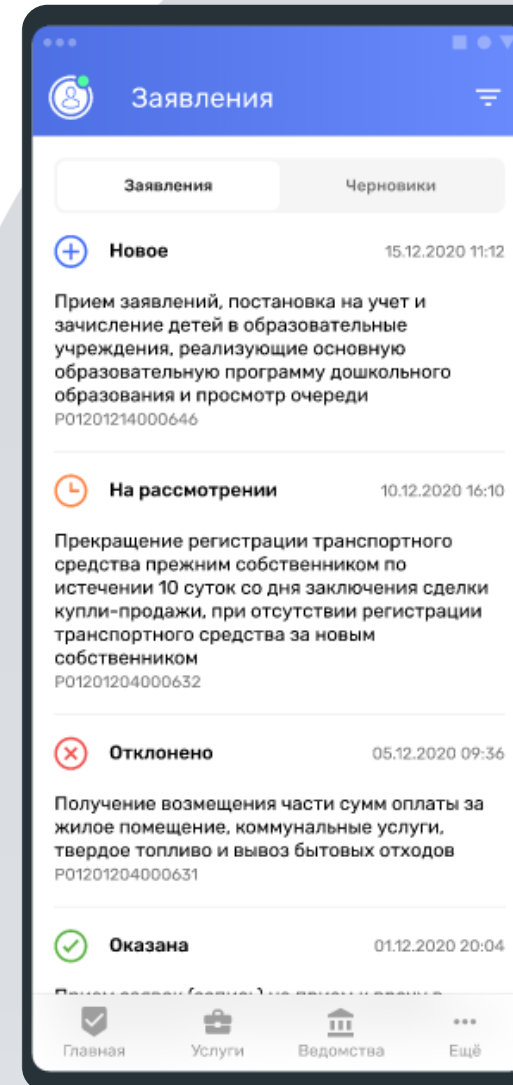 Заявления
Заявления Черновики
Новое 15.12.2020 11:12
Прием заявлений, постановка на учет и
зачисление детей в образовательные
учреждения, реализующие основную
образовательную программу дошкольного
образования и просмотр очереди
P01201214000646
На рассмотрении 10.12.2020 16:10
Прекращение регистрации транспортного
средства прежним собственником по
истечении 10 суток со дня заключения сделки
купли-продажи, при отсутствии регистрации
транспортного средства за новым
собственником
P01201204000632
Отклонено 05.12.2020 09:36
Получение возмещения части сумм оплаты за
жилое помещение, коммунальные услуги,
твердое топливо и вывоз бытовых отходов
P01201204000631
Оказана 01.12.2020 20:04
Главная Услуги Ведомства Ещё